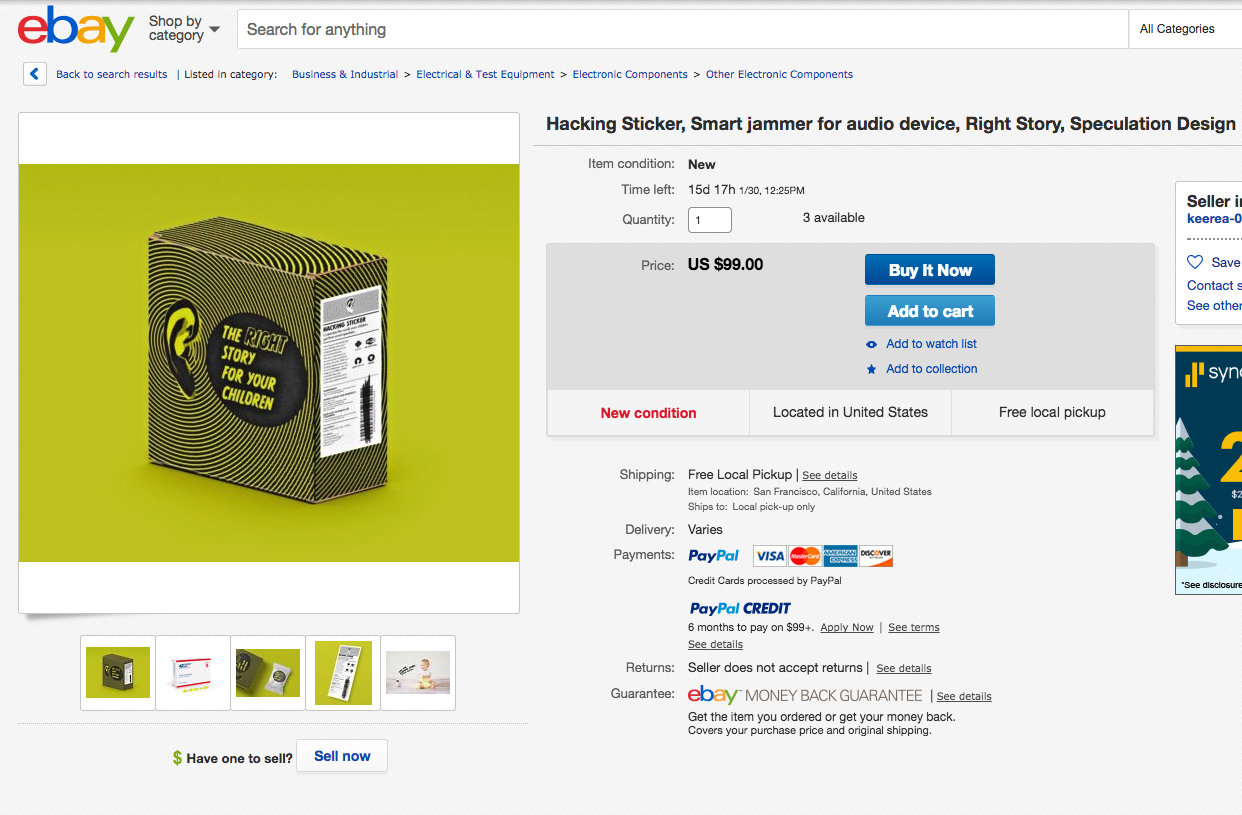 ebay
Shop by
category
Search for anything
All Categories
Back to search results | Listed in category: Business & Industrial > Electrical & Test Equipment > Electronic Components > Other Electronic Components
Hacking Sticker, Smart jammer for audio device, Right Story, Speculation Design
Item condition: New
Time left: 15d 17h 1/30, 12:25PM
Quantity: 1 3 available
Price: US $99.00
Buy It Now
Add to cart
Add to watch list
Add to collection
New condition
Located in United States
Free local pickup
THE RIGHT
STORY
FOR YOUR
CHILDREN
HACKING STICKER
Shipping: Free Local Pickup | See details
Item location: San Francisco, California, United States
Ships to: Local pick-up only
Delivery: Varies
Payments: PayPal VISA MasterCard AMERICAN EXPRESS DISCOVER
Credit Cards processed by PayPal
PayPal CREDIT
6 months to pay on $99+. Apply Now | See terms
See details
Returns: Seller does not accept returns | See details
Guarantee: ebay MONEY BACK GUARANTEE | See details
Get the item you ordered or get your money back.
Covers your purchase price and original shipping.
$ Have one to sell? Sell now
Seller i
keerea-0
Save
Contact s
See other
sync
2
$2
*See disclosure